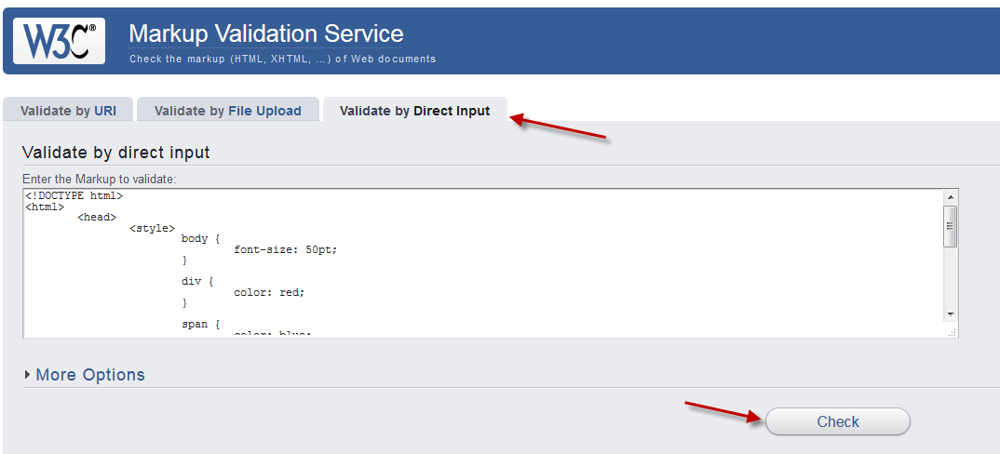 W3C®
Markup Validation Service
Check the markup (HTML, XHTML, …) of Web documents
Validate by URI
Validate by File Upload
Validate by Direct Input
Validate by direct input
Enter the Markup to validate:
<!DOCTYPE html>
<html>
<head>
<style>
body {
font-size: 50pt;
}
div {
color: red;
}
span {
color: blue;
More Options
Check